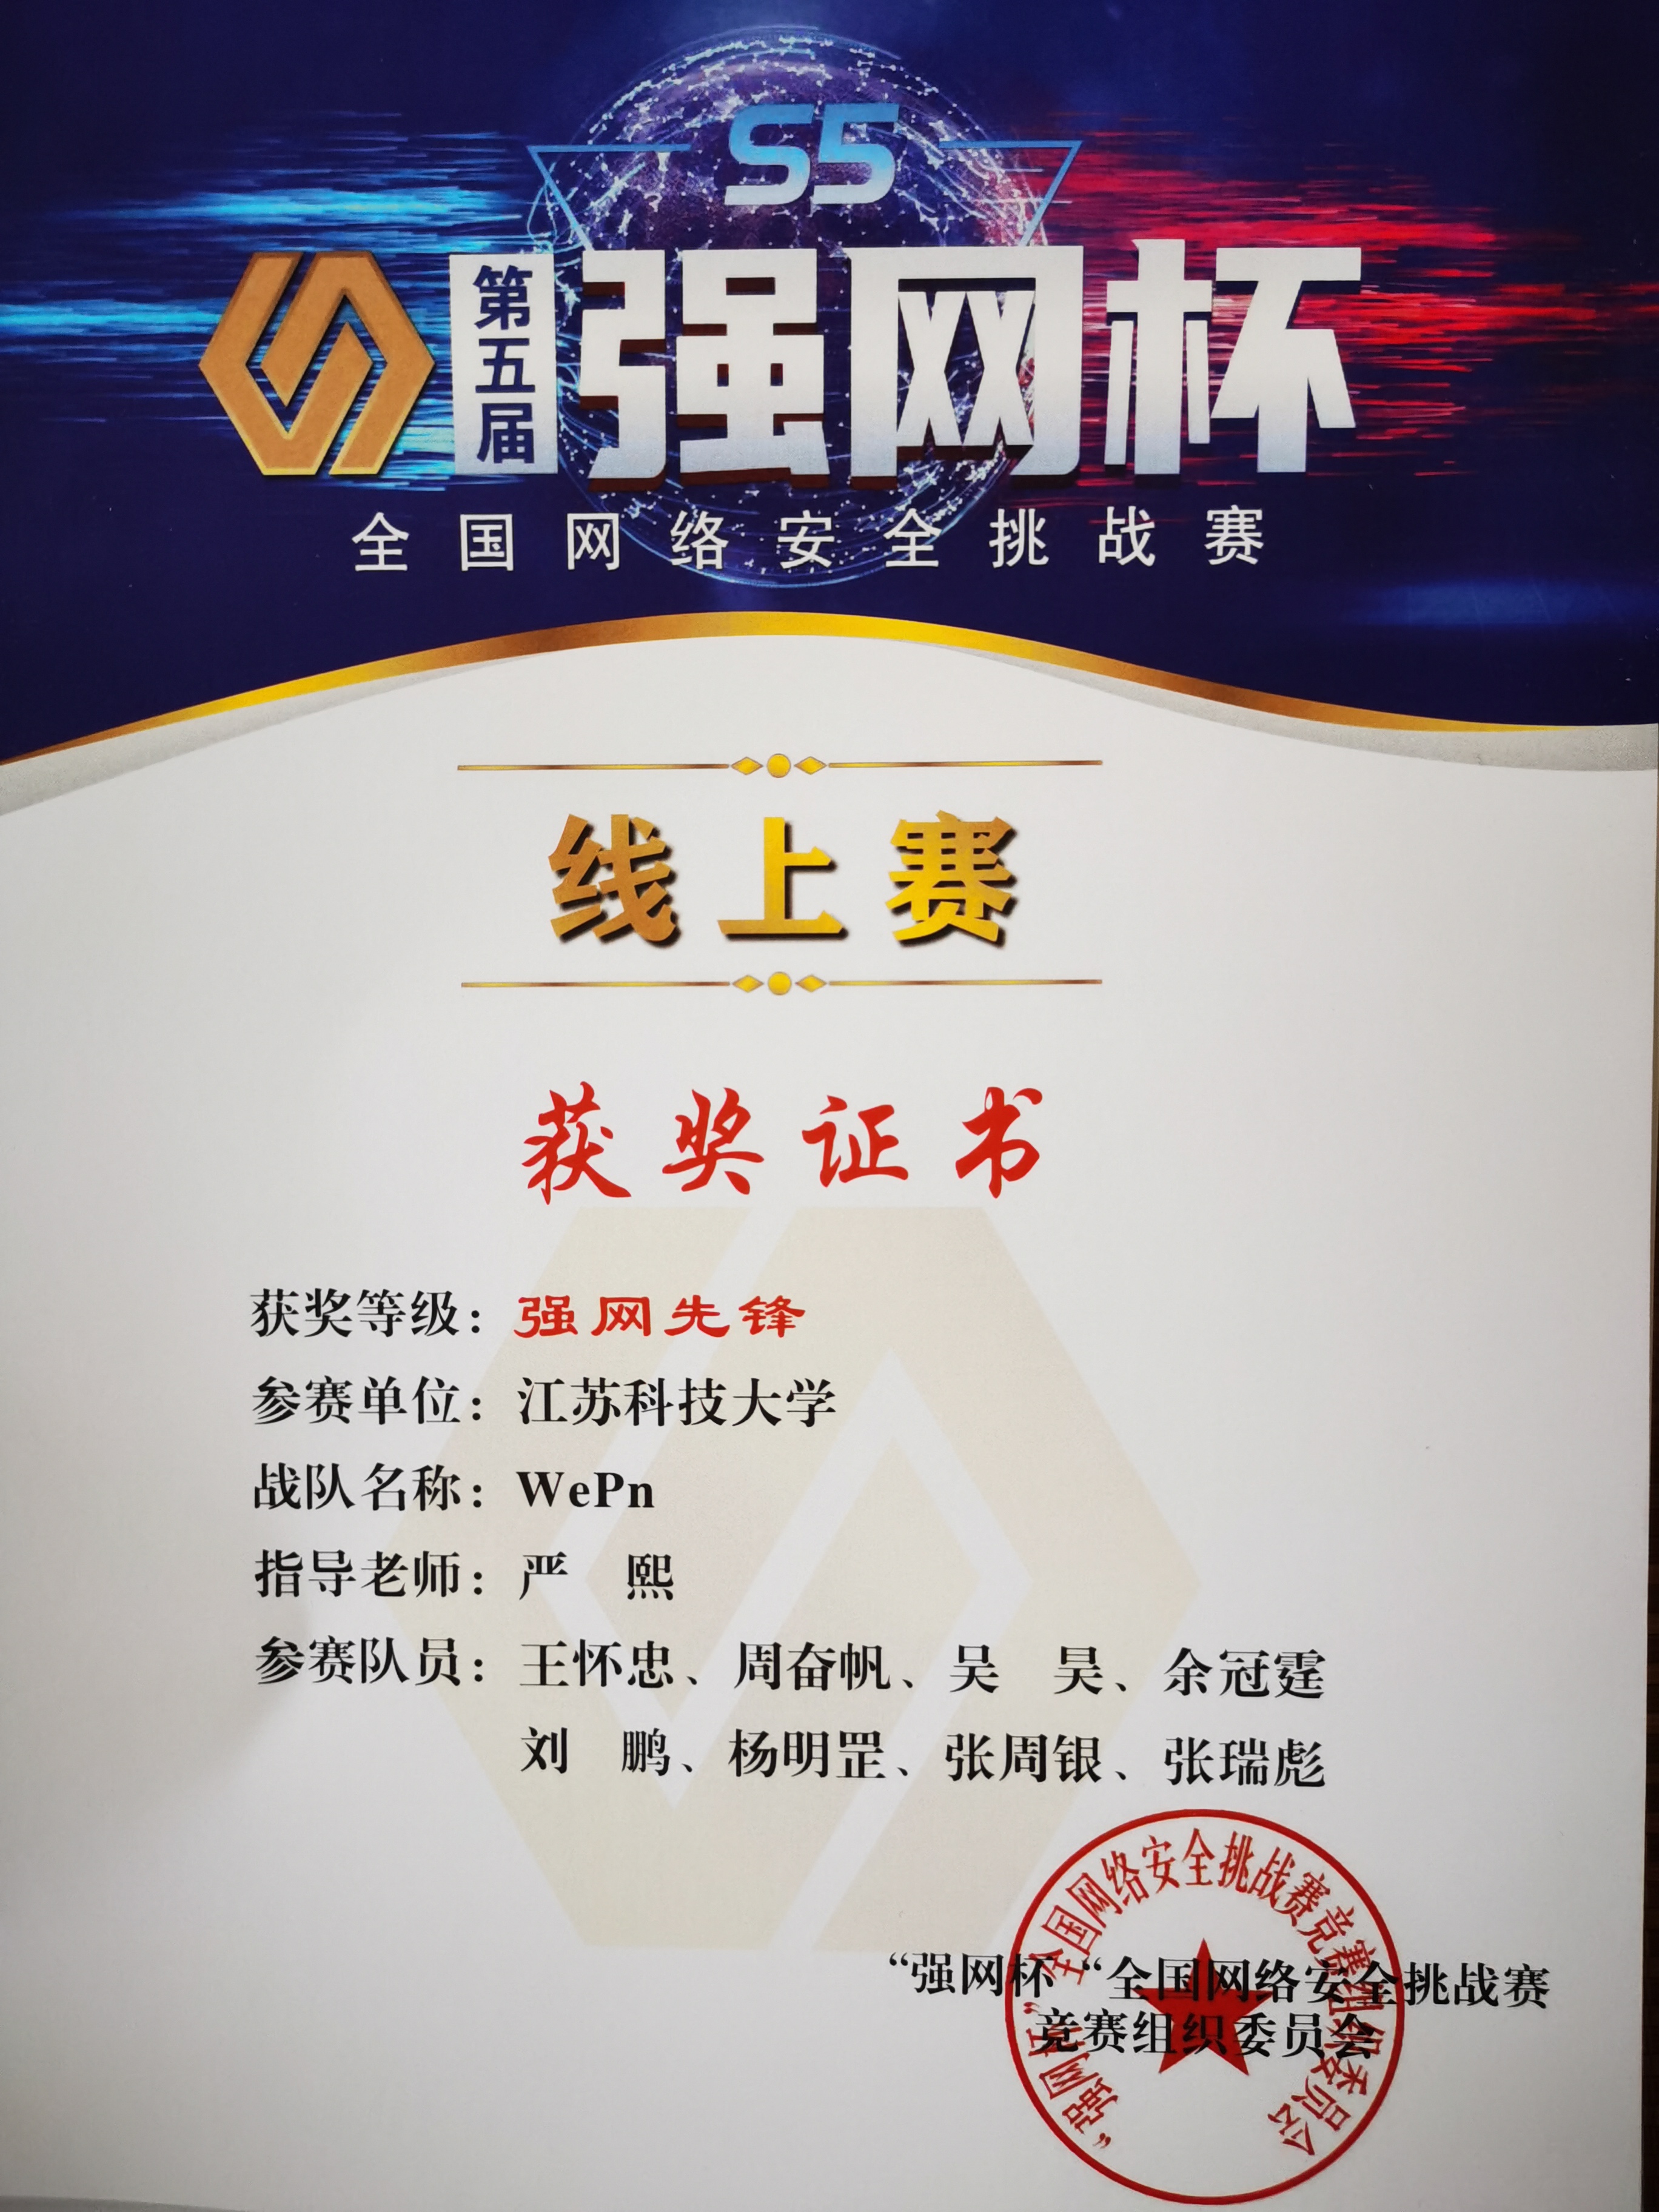 S5
第五届
强网杯
全国网络安全挑战赛
线上赛
获奖证书
获奖等级：强网先锋
参赛单位：江苏科技大学
战队名称：WePn
指导老师：严 熙
参赛队员：王怀忠、周奋帆、吴 昊、余冠霆
刘 鹏、杨明罡、张周银、张瑞彪
“强网杯“全国网络安全挑战赛
竞赛组织委员会
“强网杯”全国网络安全挑战赛竞赛组织委员会